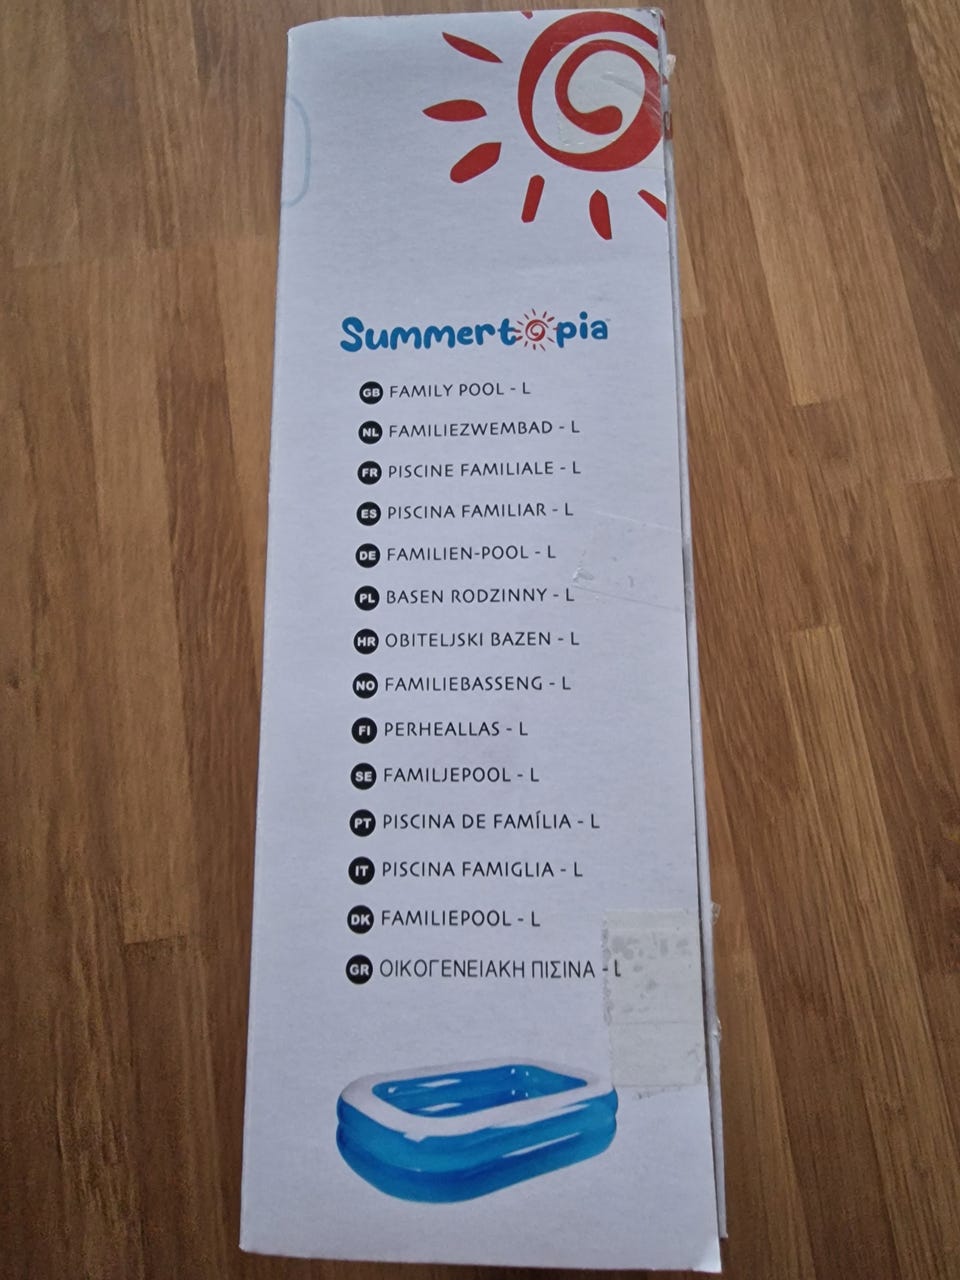 Summertopia™
GB FAMILY POOL - L
NL FAMILIEZWEMBAD - L
FR PISCINE FAMILIALE - L
ES PISCINA FAMILIAR - L
DE FAMILIEN-POOL - L
PL BASEN RODZINNY - L
HR OBITELJSKI BAZEN - L
NO FAMILIEBASSENG - L
FI PERHEALLAS - L
SE FAMILJEPOOL - L
PT PISCINA DE FAMÍLIA - L
IT PISCINA FAMIGLIA - L
DK FAMILIEPOOL - L
GR ΟΙΚΟΓΕΝΕΙΑΚΗ ΠΙΣΙΝΑ - L